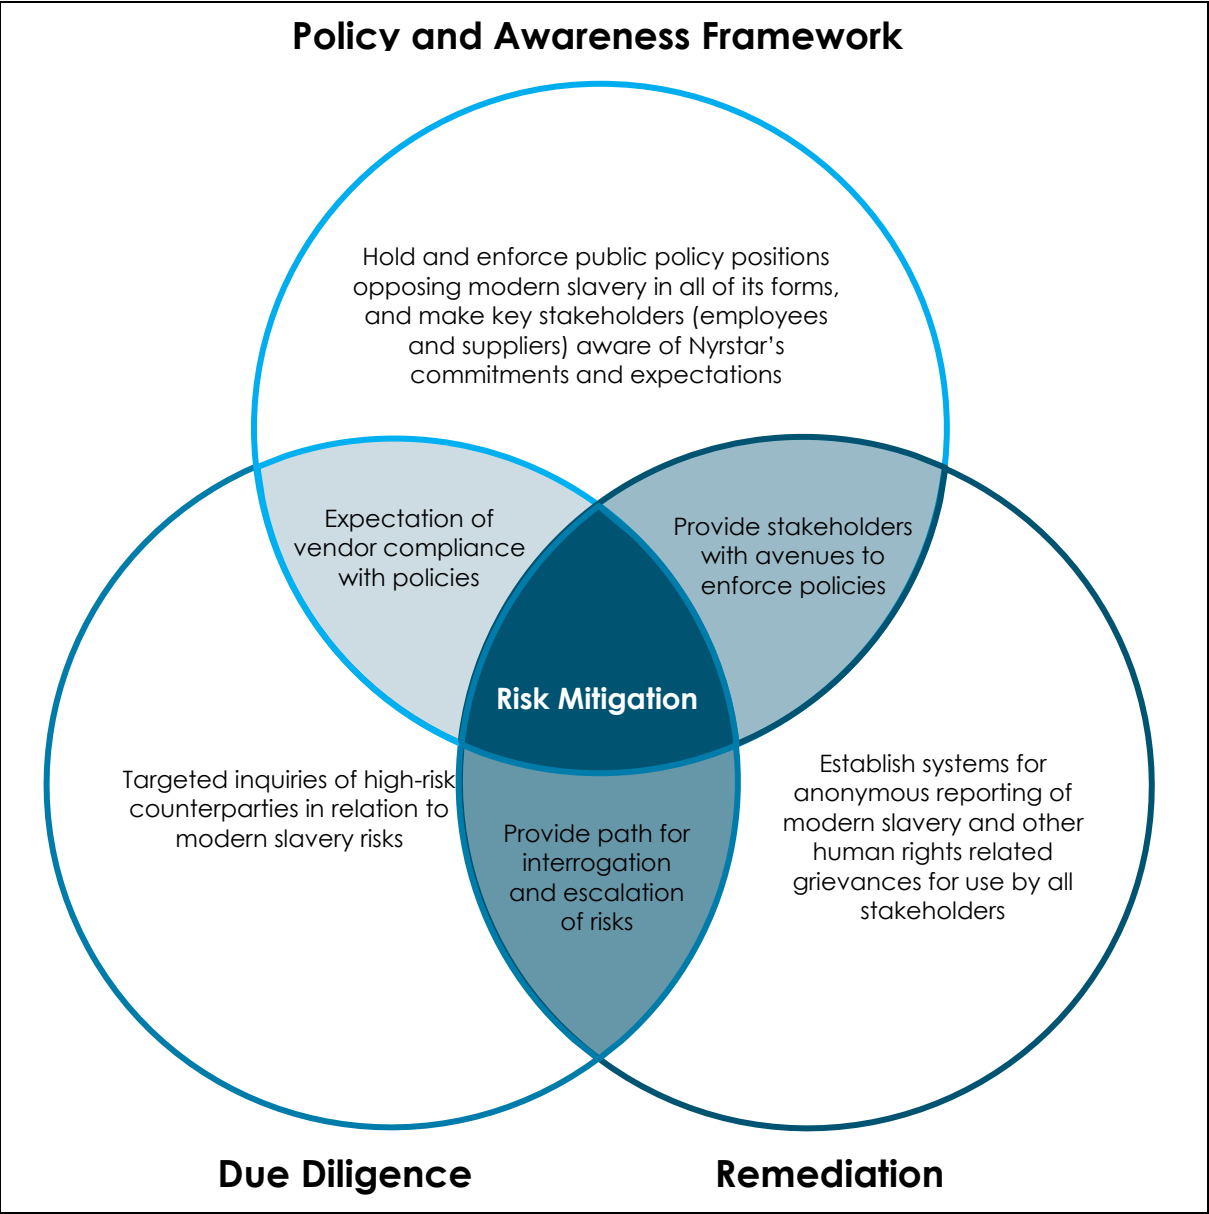 Policy and Awareness Framework
Hold and enforce public policy positions
opposing modern slavery in all of its forms,
and make key stakeholders (employees
and suppliers) aware of Nyrstar’s
commitments and expectations
Expectation of
vendor compliance
with policies
Provide stakeholders
with avenues to
enforce policies
Risk Mitigation
Targeted inquiries of high-risk
counterparties in relation to
modern slavery risks
Provide path for
interrogation
and escalation
of risks
Establish systems for
anonymous reporting of
modern slavery and other
human rights related
grievances for use by all
stakeholders
Due Diligence
Remediation